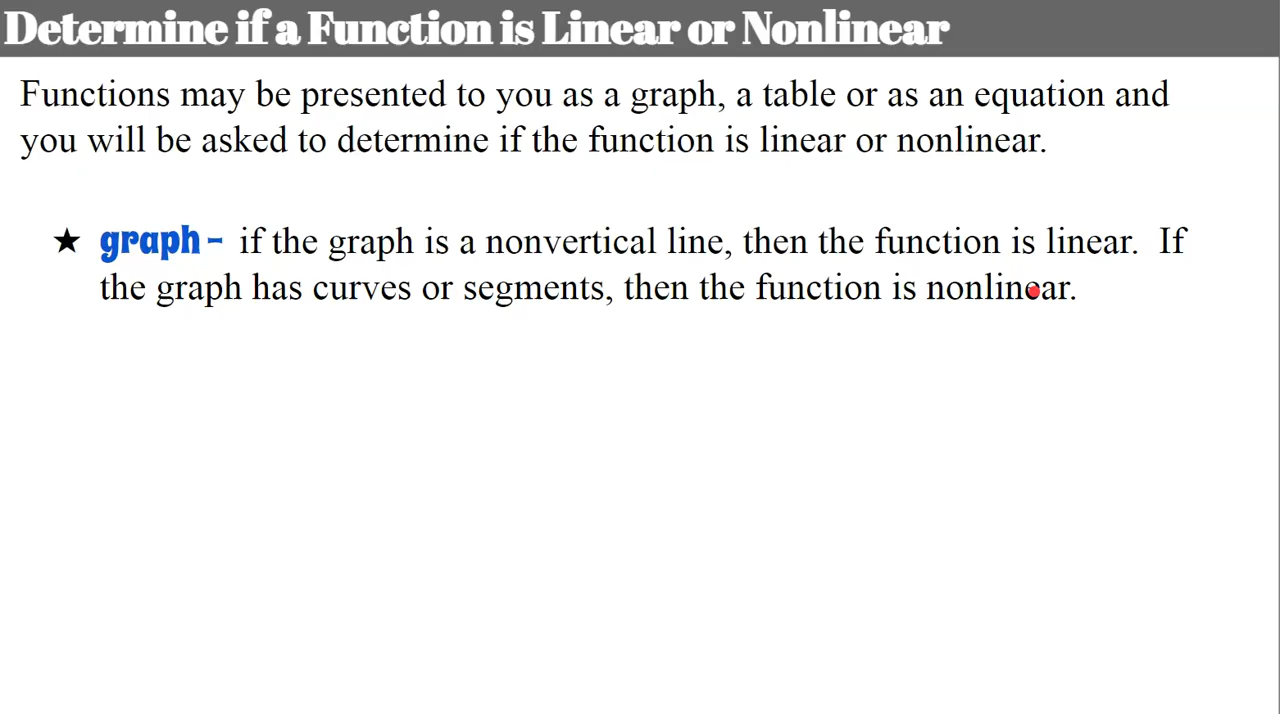 Determine if a Function is Linear or Nonlinear
Functions may be presented to you as a graph, a table or as an equation and
you will be asked to determine if the function is linear or nonlinear.
★ graph - if the graph is a nonvertical line, then the function is linear. If
the graph has curves or segments, then the function is nonlinear.